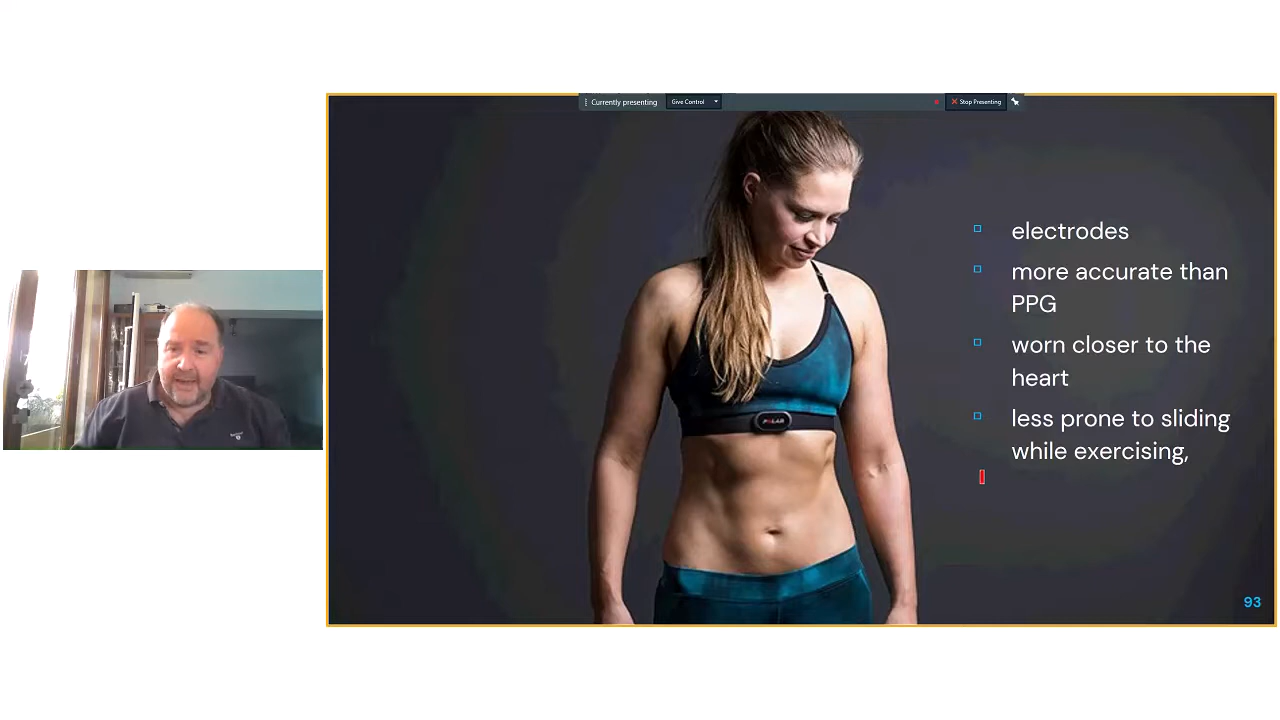 Currently presenting
Give Control
Stop Presenting
electrodes
more accurate than
PPG
worn closer to the
heart
less prone to sliding
while exercising,
POLAR
93